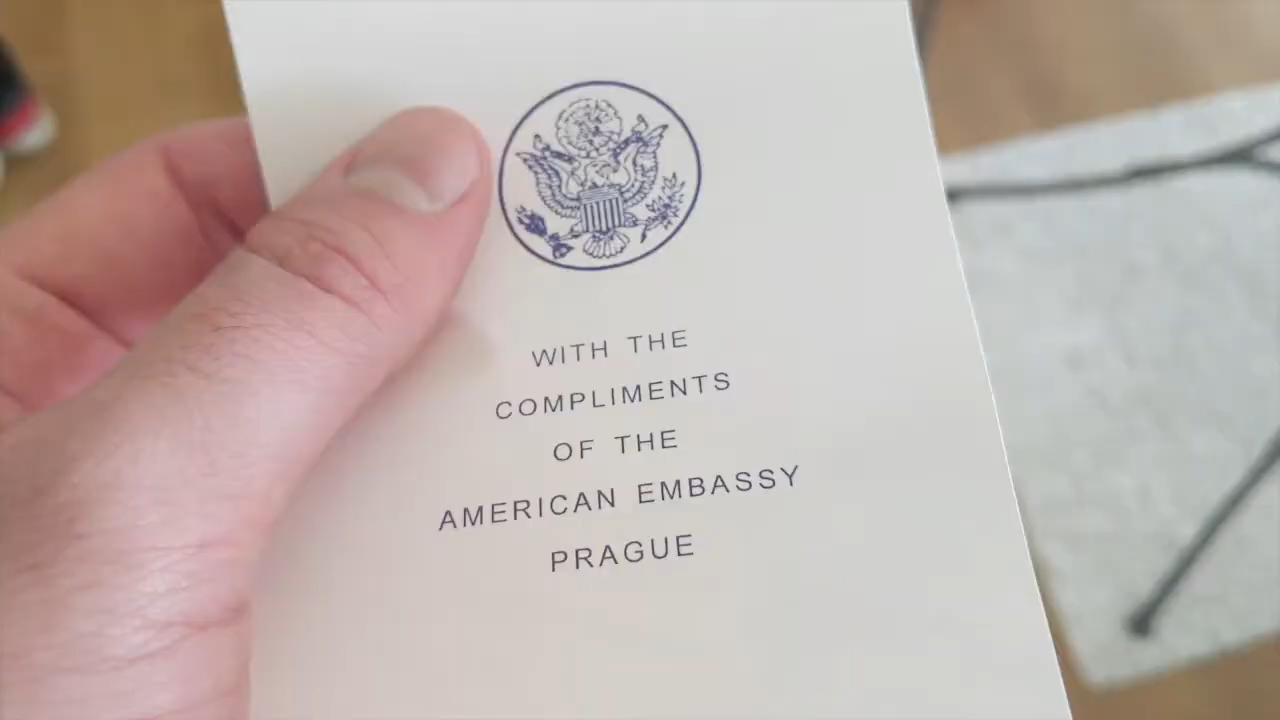 WITH THE
COMPLIMENTS
OF THE
AMERICAN EMBASSY
PRAGUE